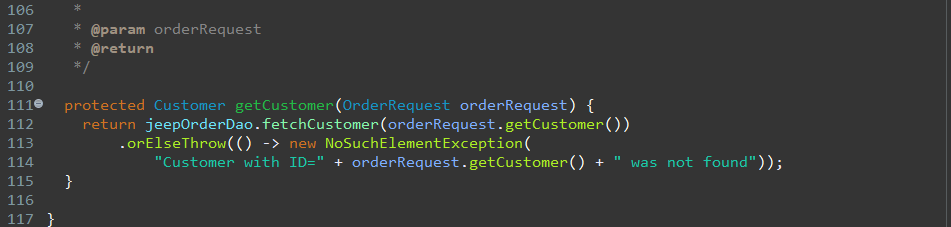 106 *
107 * @param orderRequest
108 * @return
109 */
110
111 protected Customer getCustomer(OrderRequest orderRequest) {
112 return jeepOrderDao.fetchCustomer(orderRequest.getCustomer())
113 .orElseThrow(() -> new NoSuchElementException(
114 "Customer with ID=" + orderRequest.getCustomer() + " was not found"));
115 }
116
117 }